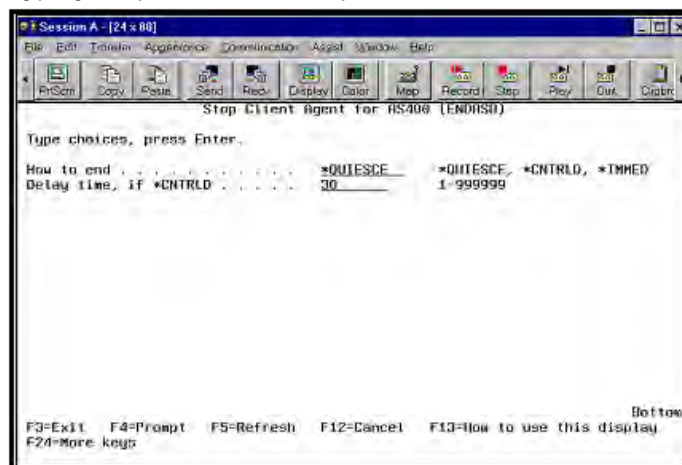 Session A - [24 x 80]
File Edit Transfer Appearance Communication Assist Window Help
PrtScrn Copy Paste Send Recv Display Color Map Record Stop Play Quit
Stop Client Agent for AS400 (ENDASD)
Type choices, press Enter.
How to end . . . . . . . . . . . *QUIESCE *QUIESCE, *CNTRLD, *IMMED
Delay time, if *CNTRLD . . . . . 30 1-999999
Bottom
F3=Exit F4=Prompt F5=Refresh F12=Cancel F13=How to use this display
F24=More keys